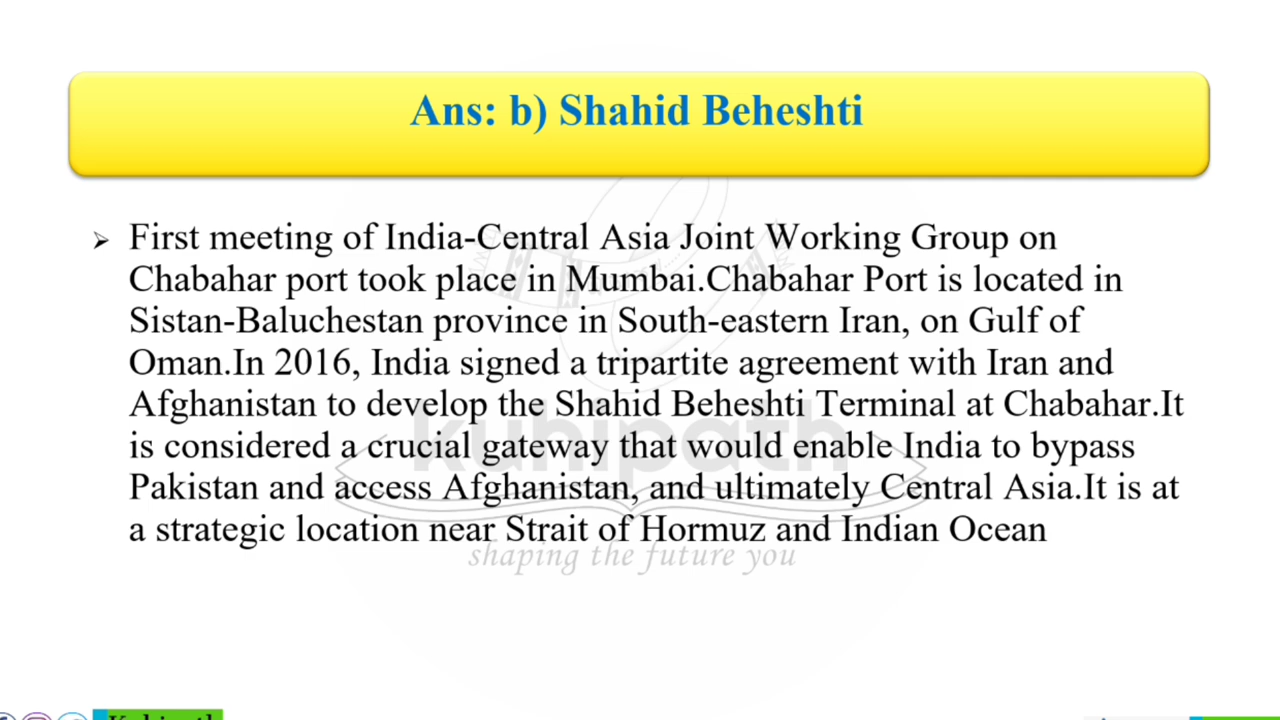 Ans: b) Shahid Beheshti
First meeting of India-Central Asia Joint Working Group on
Chabahar port took place in Mumbai.Chabahar Port is located in
Sistan-Baluchestan province in South-eastern Iran, on Gulf of
Oman.In 2016, India signed a tripartite agreement with Iran and
Afghanistan to develop the Shahid Beheshti Terminal at Chabahar.It
is considered a crucial gateway that would enable India to bypass
Pakistan and access Afghanistan, and ultimately Central Asia.It is at
a strategic location near Strait of Hormuz and Indian Ocean
kuhipath
shaping the future you